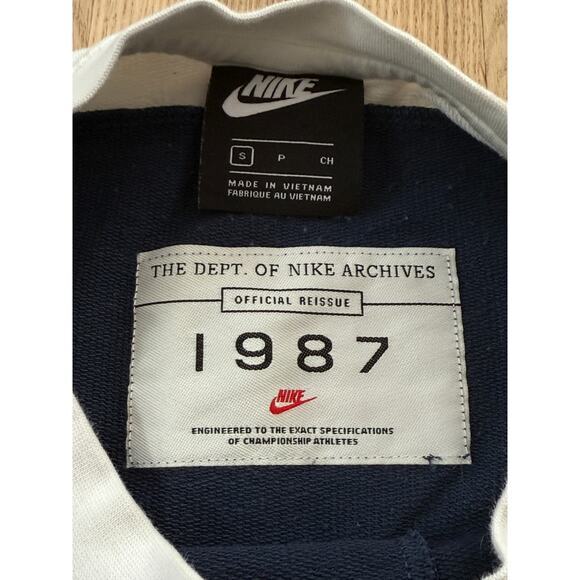 NIKE
S P CH
MADE IN VIETNAM
FABRIQUE AU VIETNAM
THE DEPT. OF NIKE ARCHIVES
OFFICIAL REISSUE
1987
NIKE
ENGINEERED TO THE EXACT SPECIFICATIONS
OF CHAMPIONSHIP ATHLETES